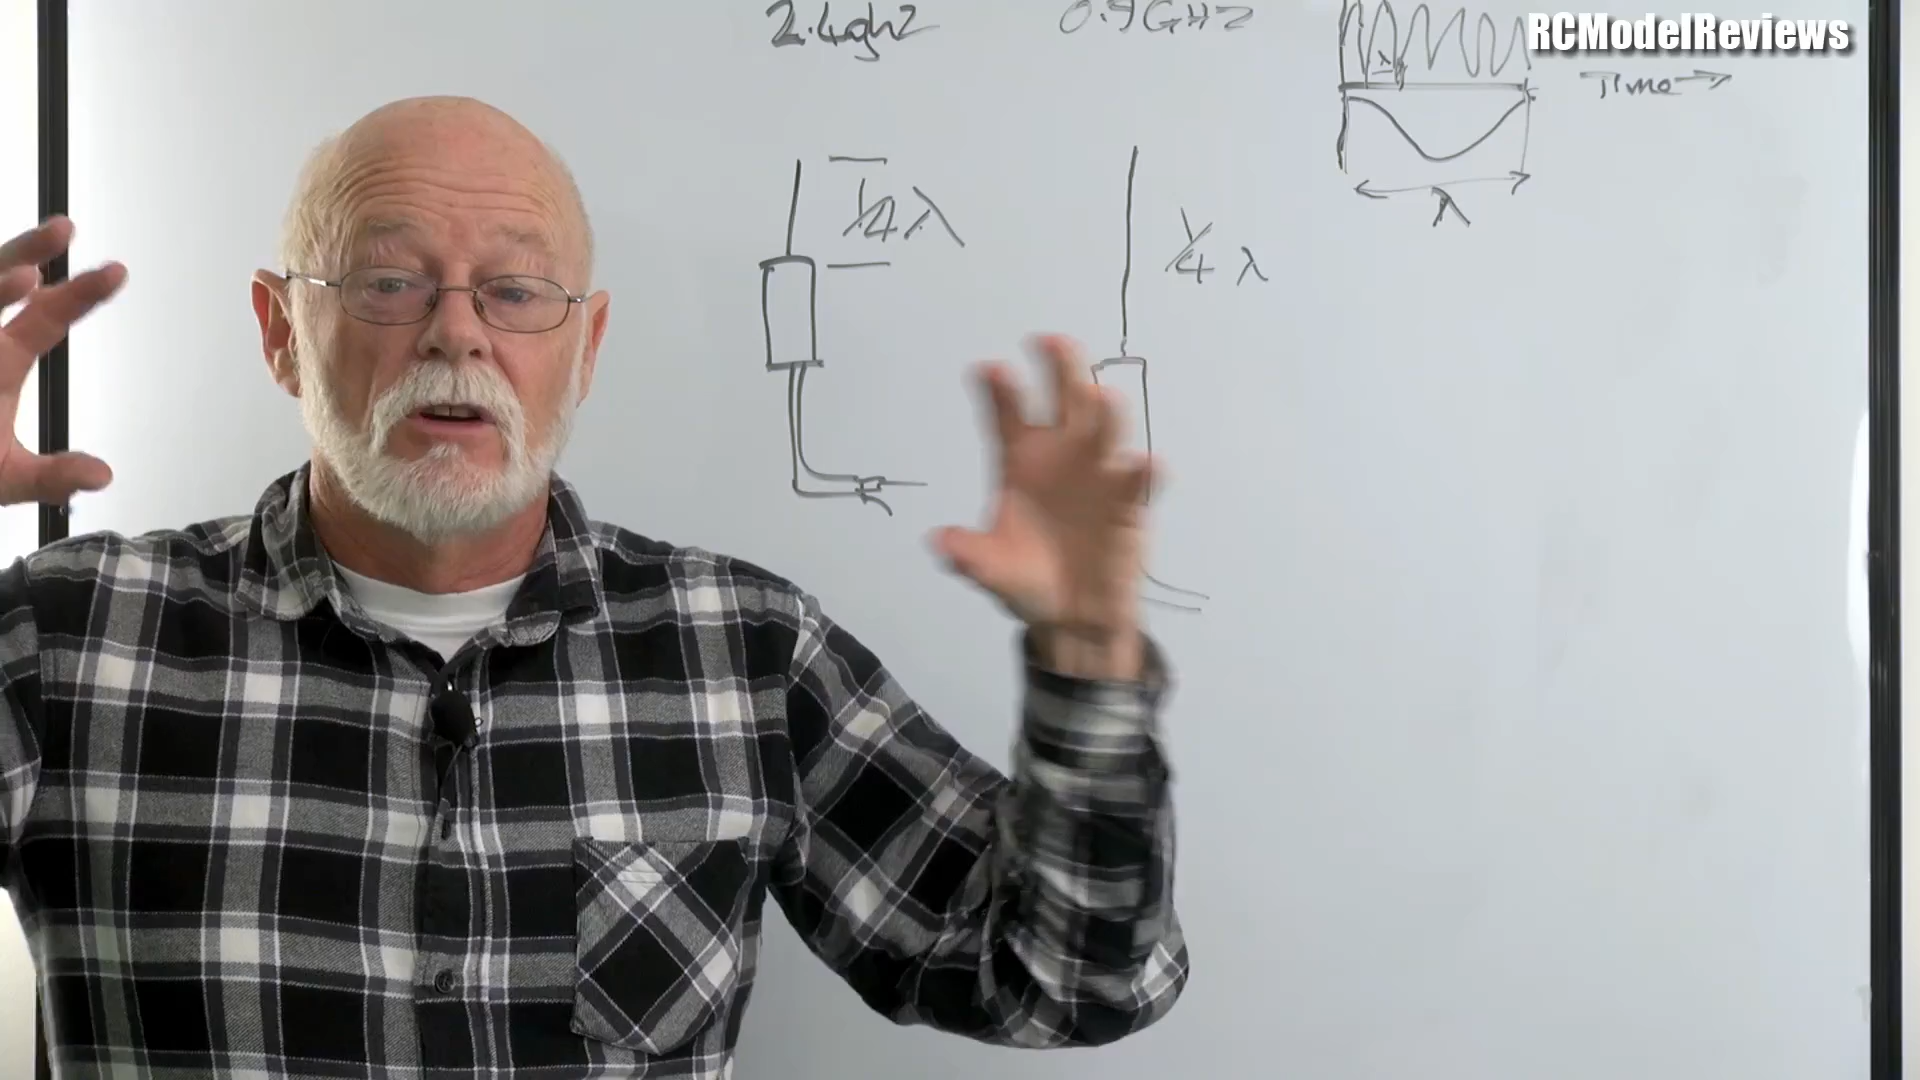 2.4ghz
0.9GHz
RCModelReviews
λ
Time
λ
1/4 λ
1/4 λ